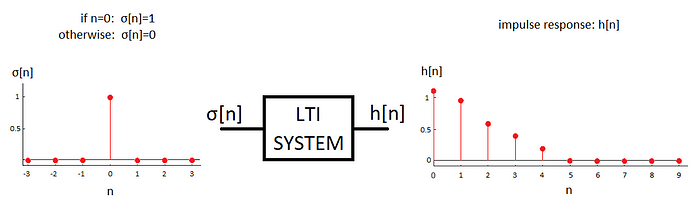 if n=0: σ[n]=1
otherwise: σ[n]=0
impulse response: h[n]
σ[n]
1
0.5
-3 -2 -1 0 1 2 3
n
σ[n]
LTI
SYSTEM
h[n]
h[n]
1
0.5
0
0 1 2 3 4 5 6 7 8 9
n